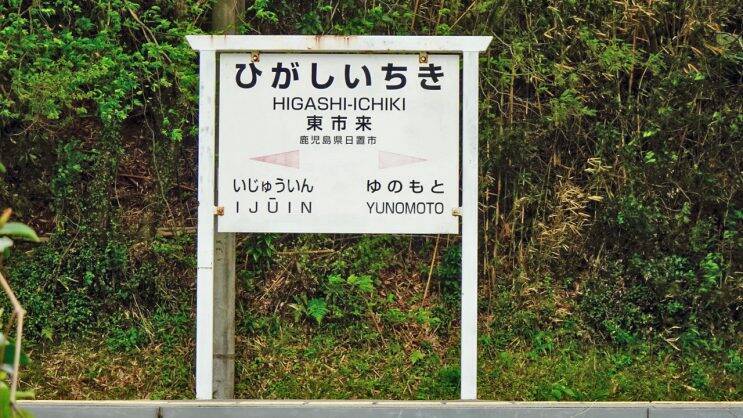 ひがしいちき
HIGASHI-ICHIKI
東市来
鹿児島県日置市
いじゅういん ゆのもと
IJŪIN YUNOMOTO